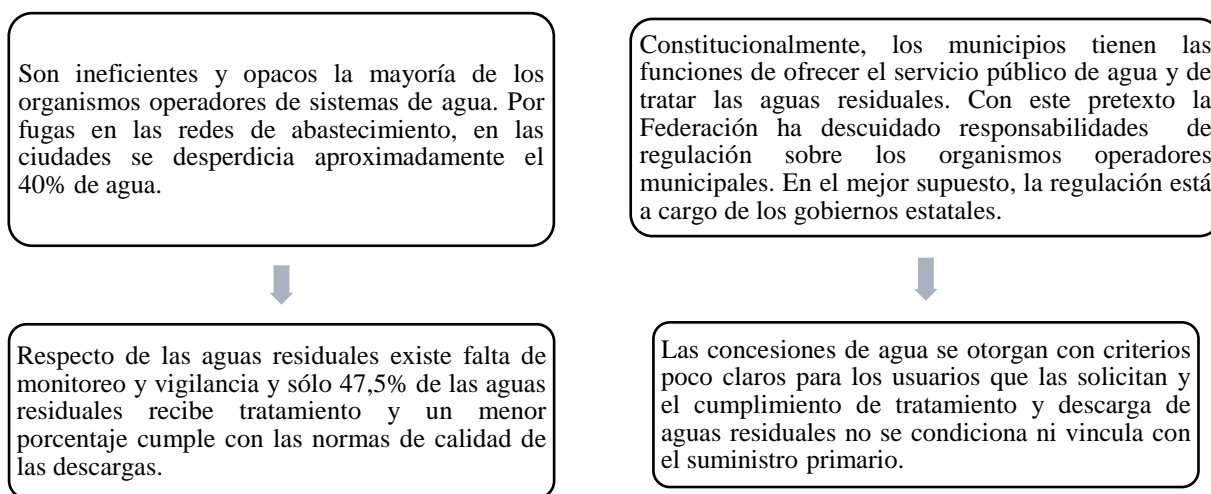 Son ineficientes y opacos la mayoría de los
organismos operadores de sistemas de agua. Por
fugas en las redes de abastecimiento, en las
ciudades se desperdicia aproximadamente el
40% de agua.
Respecto de las aguas residuales existe falta de
monitoreo y vigilancia y sólo 47,5% de las aguas
residuales recibe tratamiento y un menor
porcentaje cumple con las normas de calidad de
las descargas.
Constitucionalmente, los municipios tienen las
funciones de ofrecer el servicio público de agua y de
tratar las aguas residuales. Con este pretexto la
Federación ha descuidado responsabilidades de
regulación sobre los organismos operadores
municipales. En el mejor supuesto, la regulación está
a cargo de los gobiernos estatales.
Las concesiones de agua se otorgan con criterios
poco claros para los usuarios que las solicitan y
el cumplimiento de tratamiento y descarga de
aguas residuales no se condiciona ni vincula con
el suministro primario.